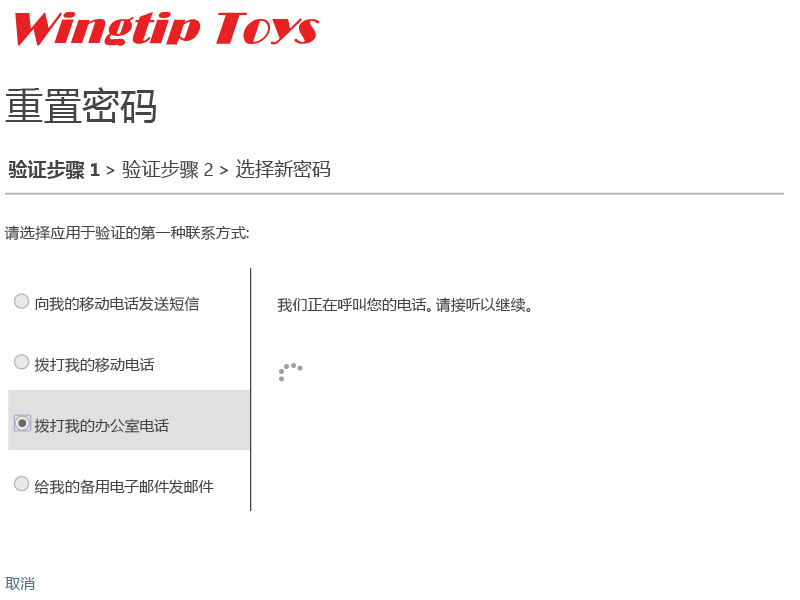 Wingtip Toys
重置密码
验证步骤 1 > 验证步骤 2 > 选择新密码
请选择应用于验证的第一种联系方式:
向我的移动电话发送短信
我们正在呼叫您的电话。请接听以继续。
拨打我的移动电话
拨打我的办公室电话
给我的备用电子邮件发邮件
取消